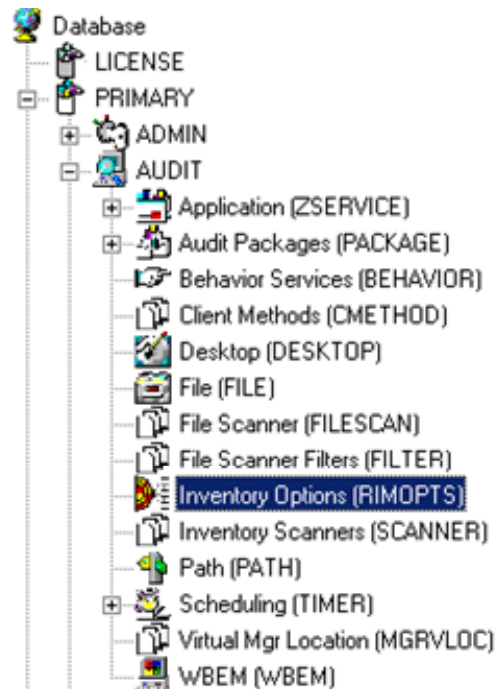 Database
LICENSE
PRIMARY
ADMIN
AUDIT
Application (ZSERVICE)
Audit Packages (PACKAGE)
Behavior Services (BEHAVIOR)
Client Methods (CMETHOD)
Desktop (DESKTOP)
File (FILE)
File Scanner (FILESCAN)
File Scanner Filters (FILTER)
Inventory Options (RIMOPTS)
Inventory Scanners (SCANNER)
Path (PATH)
Scheduling (TIMER)
Virtual Mgr Location (MGRVLOC)
WBEM (WBEM)